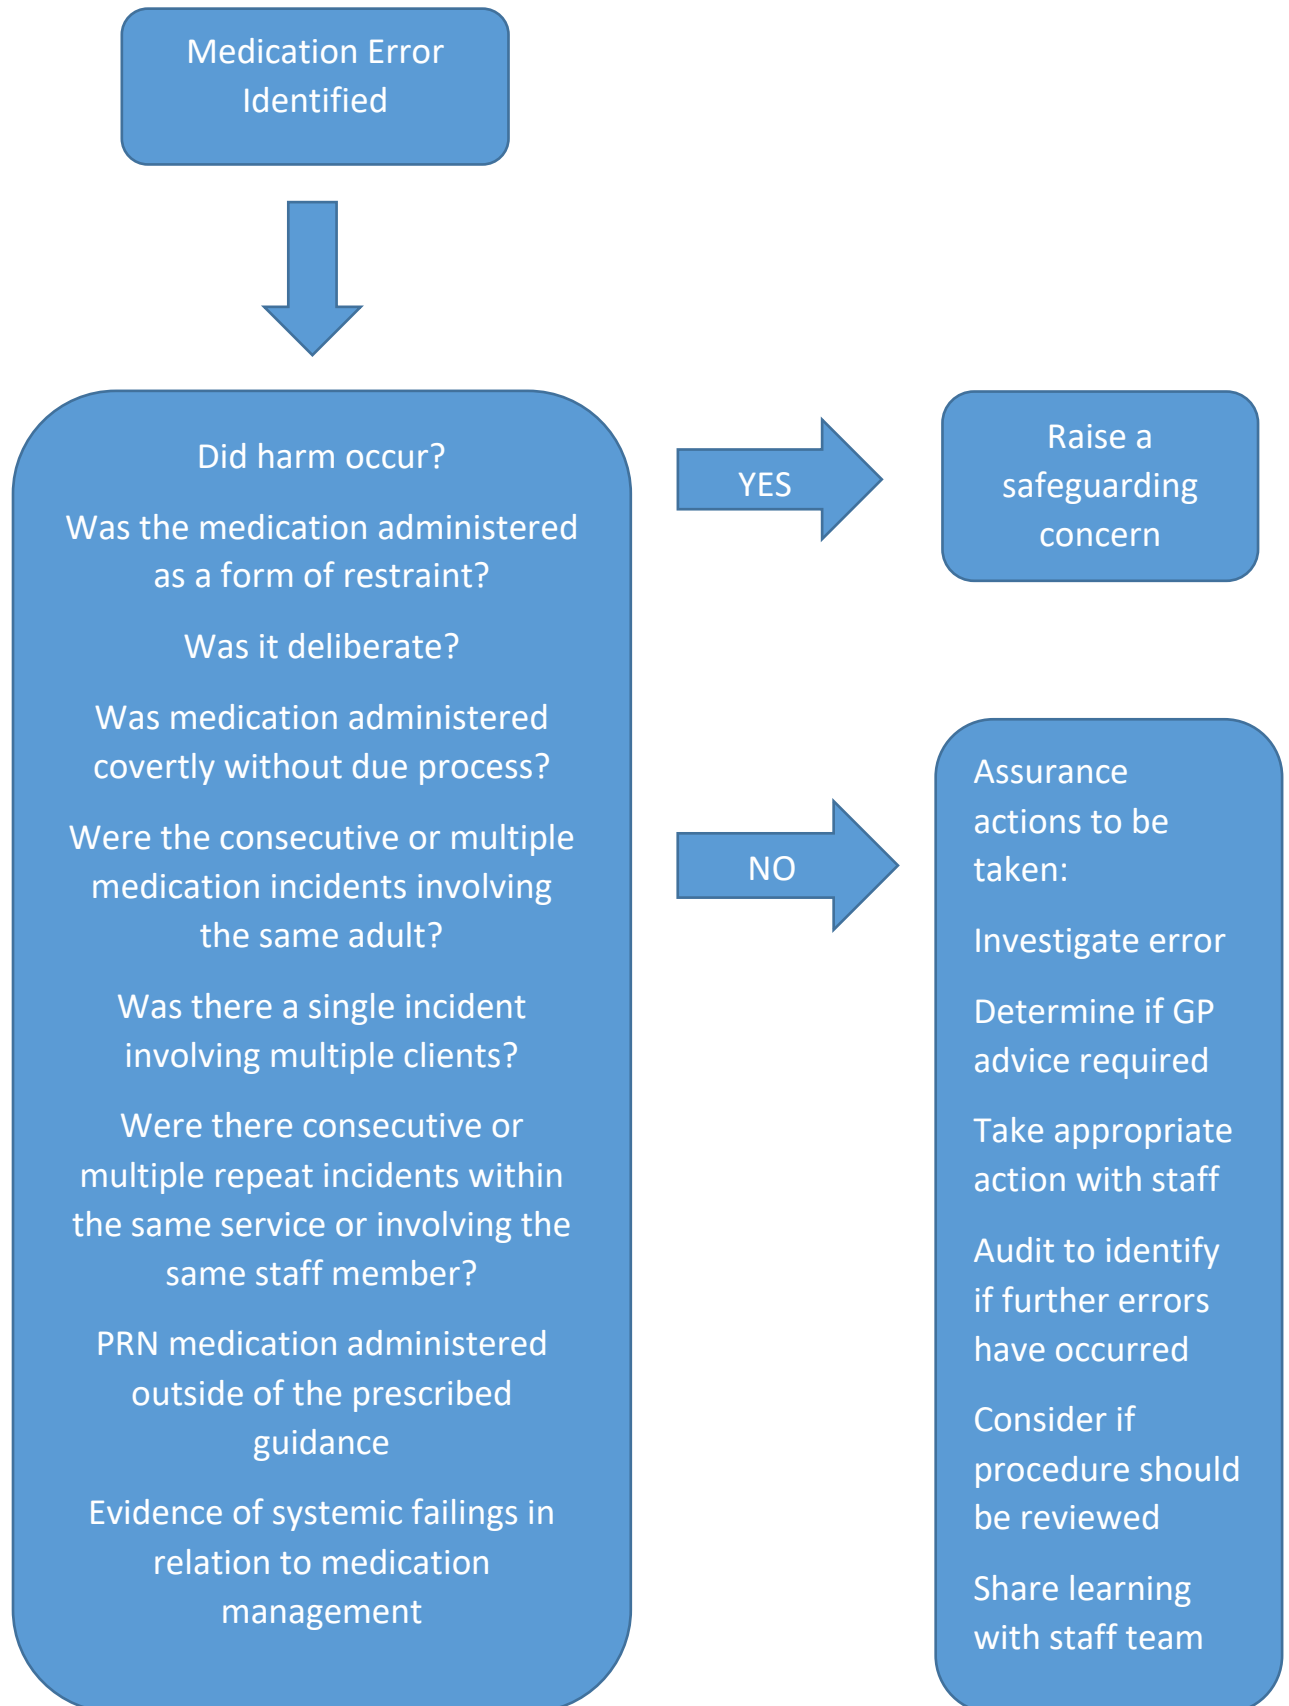 Medication Error
Identified
Did harm occur?
Was the medication administered
as a form of restraint?
Was it deliberate?
Was medication administered
covertly without due process?
Were the consecutive or multiple
medication incidents involving
the same adult?
Was there a single incident
involving multiple clients?
Were there consecutive or
multiple repeat incidents within
the same service or involving the
same staff member?
PRN medication administered
outside of the prescribed
guidance
Evidence of systemic failings in
relation to medication
management
YES
Raise a
safeguarding
concern
NO
Assurance
actions to be
taken:
Investigate error
Determine if GP
advice required
Take appropriate
action with staff
Audit to identify
if further errors
have occurred
Consider if
procedure should
be reviewed
Share learning
with staff team